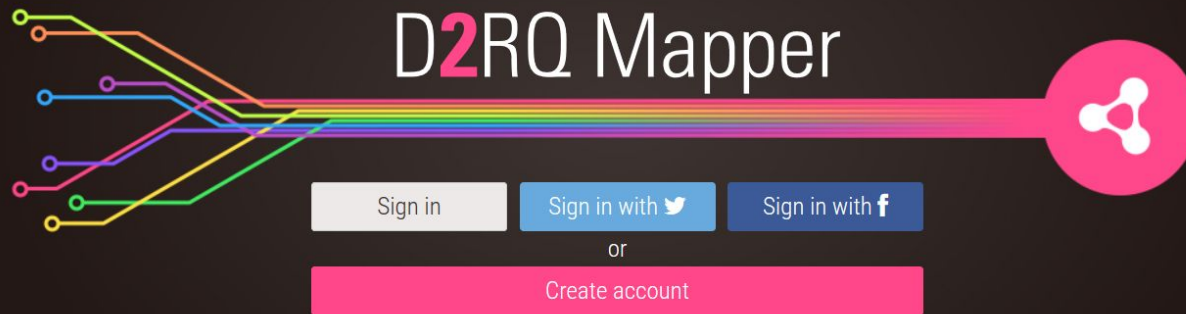 D2RQ Mapper
Sign in
Sign in with
Sign in with f
or
Create account